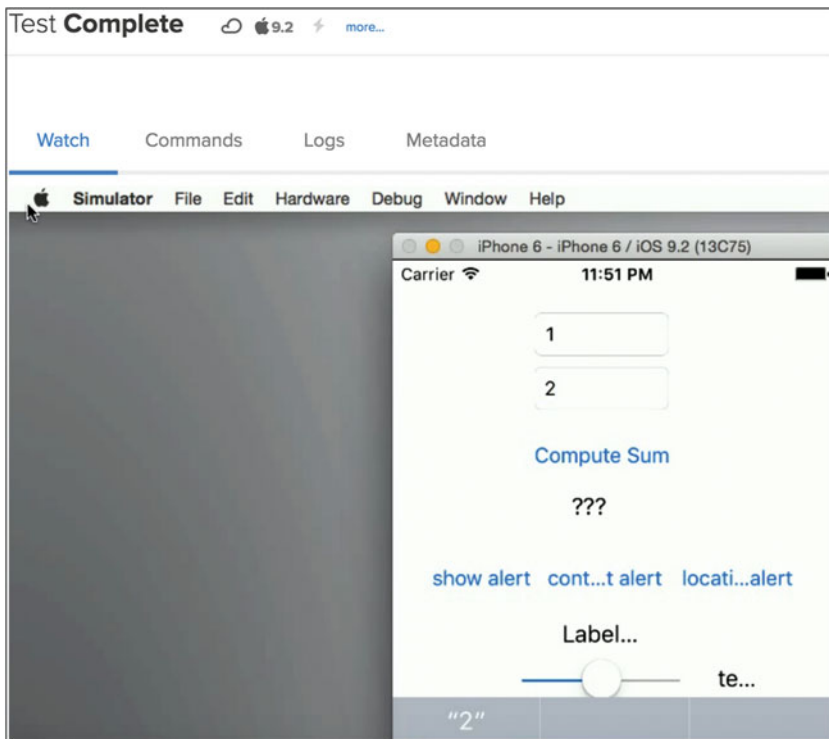 Test Complete 9.2 more...
Watch Commands Logs Metadata
Simulator File Edit Hardware Debug Window Help
iPhone 6 - iPhone 6 / iOS 9.2 (13C75)
Carrier 11:51 PM
1
2
Compute Sum
???
show alert cont...t alert locati...alert
Label...
te...
"2"